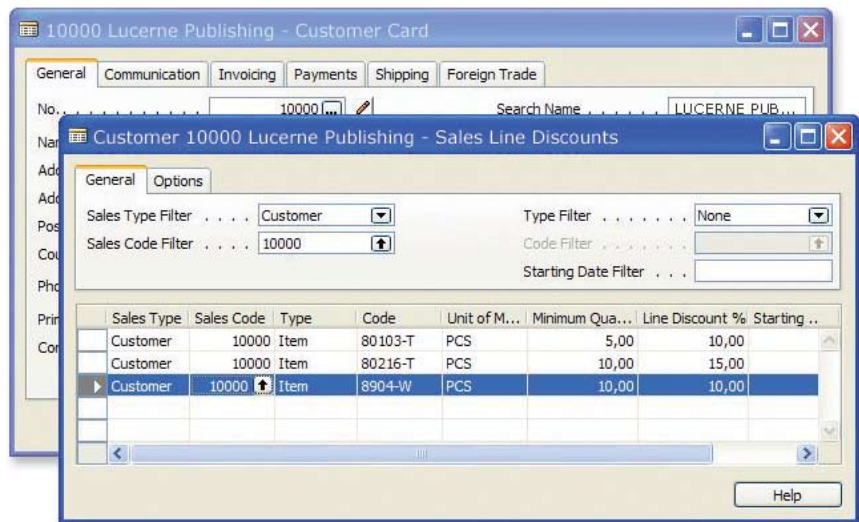 10000 Lucerne Publishing - Customer Card
General Communication Invoicing Payments Shipping Foreign Trade
No. . . . . . . . . . . . . 10000 ... Search Name . . . . . . LUCERNE PUB...
Customer 10000 Lucerne Publishing - Sales Line Discounts
General Options
Sales Type Filter . . . . Customer Type Filter . . . . . . . None
Sales Code Filter . . . . 10000 Code Filter . . . . . . .
Starting Date Filter . . .
Sales Type Sales Code Type Code Unit of M... Minimum Qua... Line Discount % Starting ..
Customer 10000 Item 80103-T PCS 5,00 10,00
Customer 10000 Item 80216-T PCS 10,00 15,00
Customer 10000 Item 8904-W PCS 10,00 10,00
Help